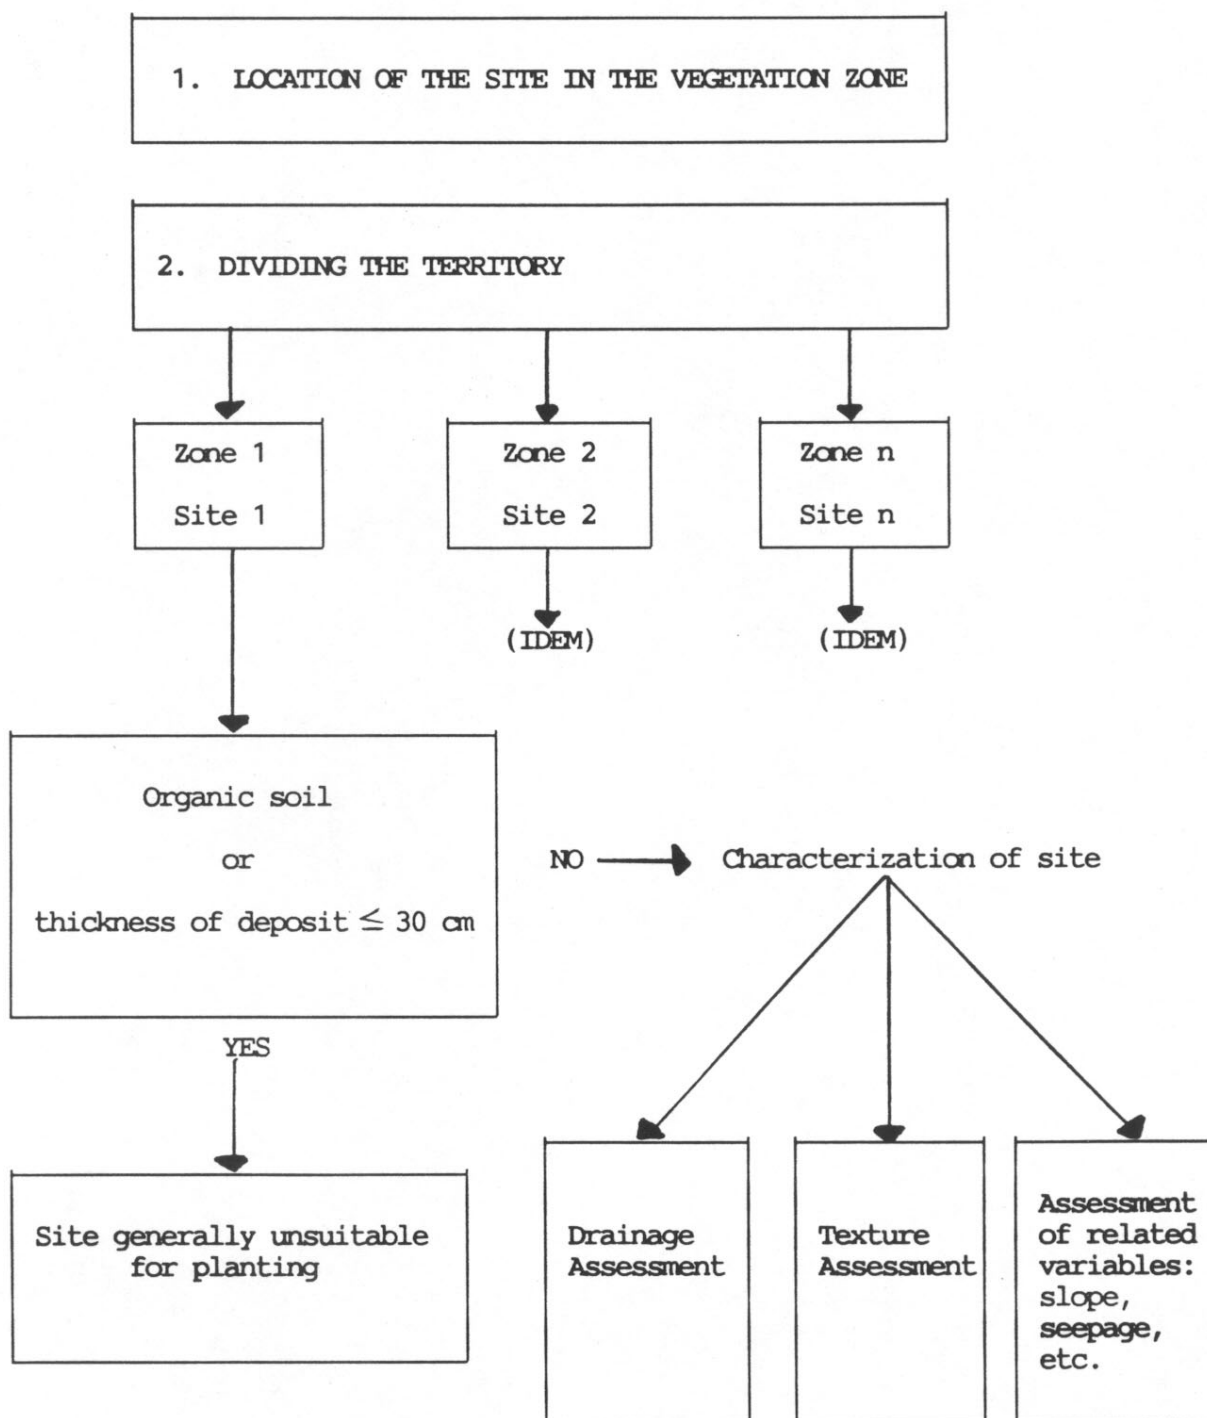 1. LOCATION OF THE SITE IN THE VEGETATION ZONE
2. DIVIDING THE TERRITORY
Zone 1
Site 1
Zone 2
Site 2
Zone n
Site n
(IDEM)
(IDEM)
Organic soil
or
thickness of deposit ≤ 30 cm
NO
Characterization of site
YES
Site generally unsuitable
for planting
Drainage
Assessment
Texture
Assessment
Assessment
of related
variables:
slope,
seepage,
etc.